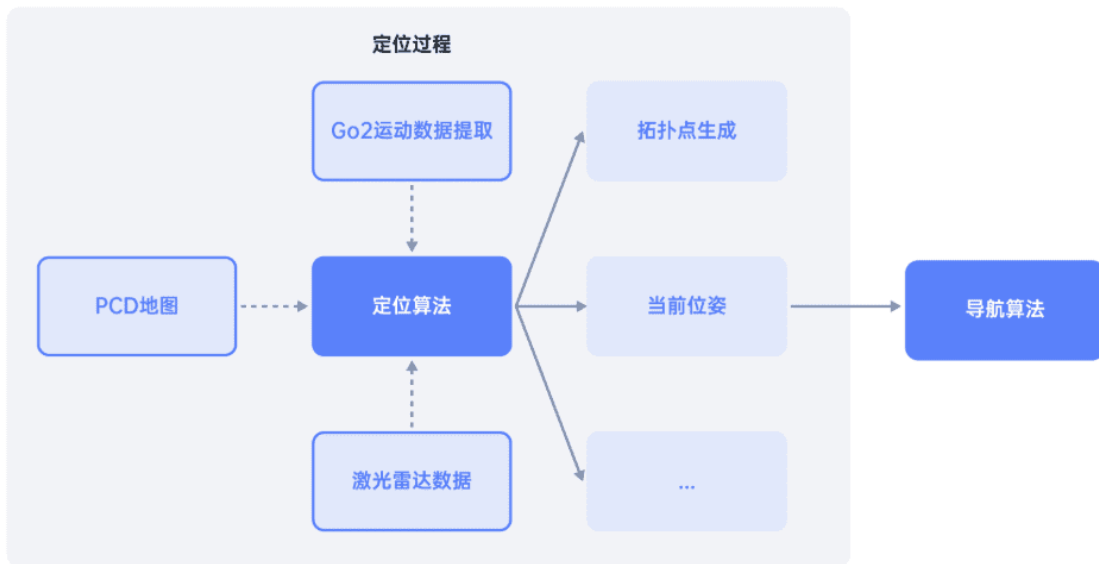 定位过程
Go2运动数据提取
拓扑点生成
PCD地图
定位算法
当前位姿
导航算法
激光雷达数据
...